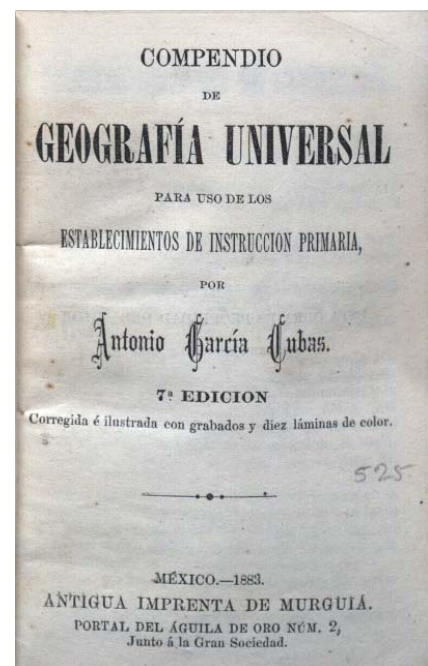 COMPENDIO
DE
GEOGRAFÍA UNIVERSAL
PARA USO DE LOS
ESTABLECIMIENTOS DE INSTRUCCION PRIMARIA,
POR
Antonio García Cubas.
7ª EDICION
Corregida é ilustrada con grabados y diez láminas de color.
525
MÉXICO.—1883.
ANTIGUA IMPRENTA DE MURGUIA.
PORTAL DEL ÁGUILA DE ORO NÚM. 2,
Junto á la Gran Sociedad.